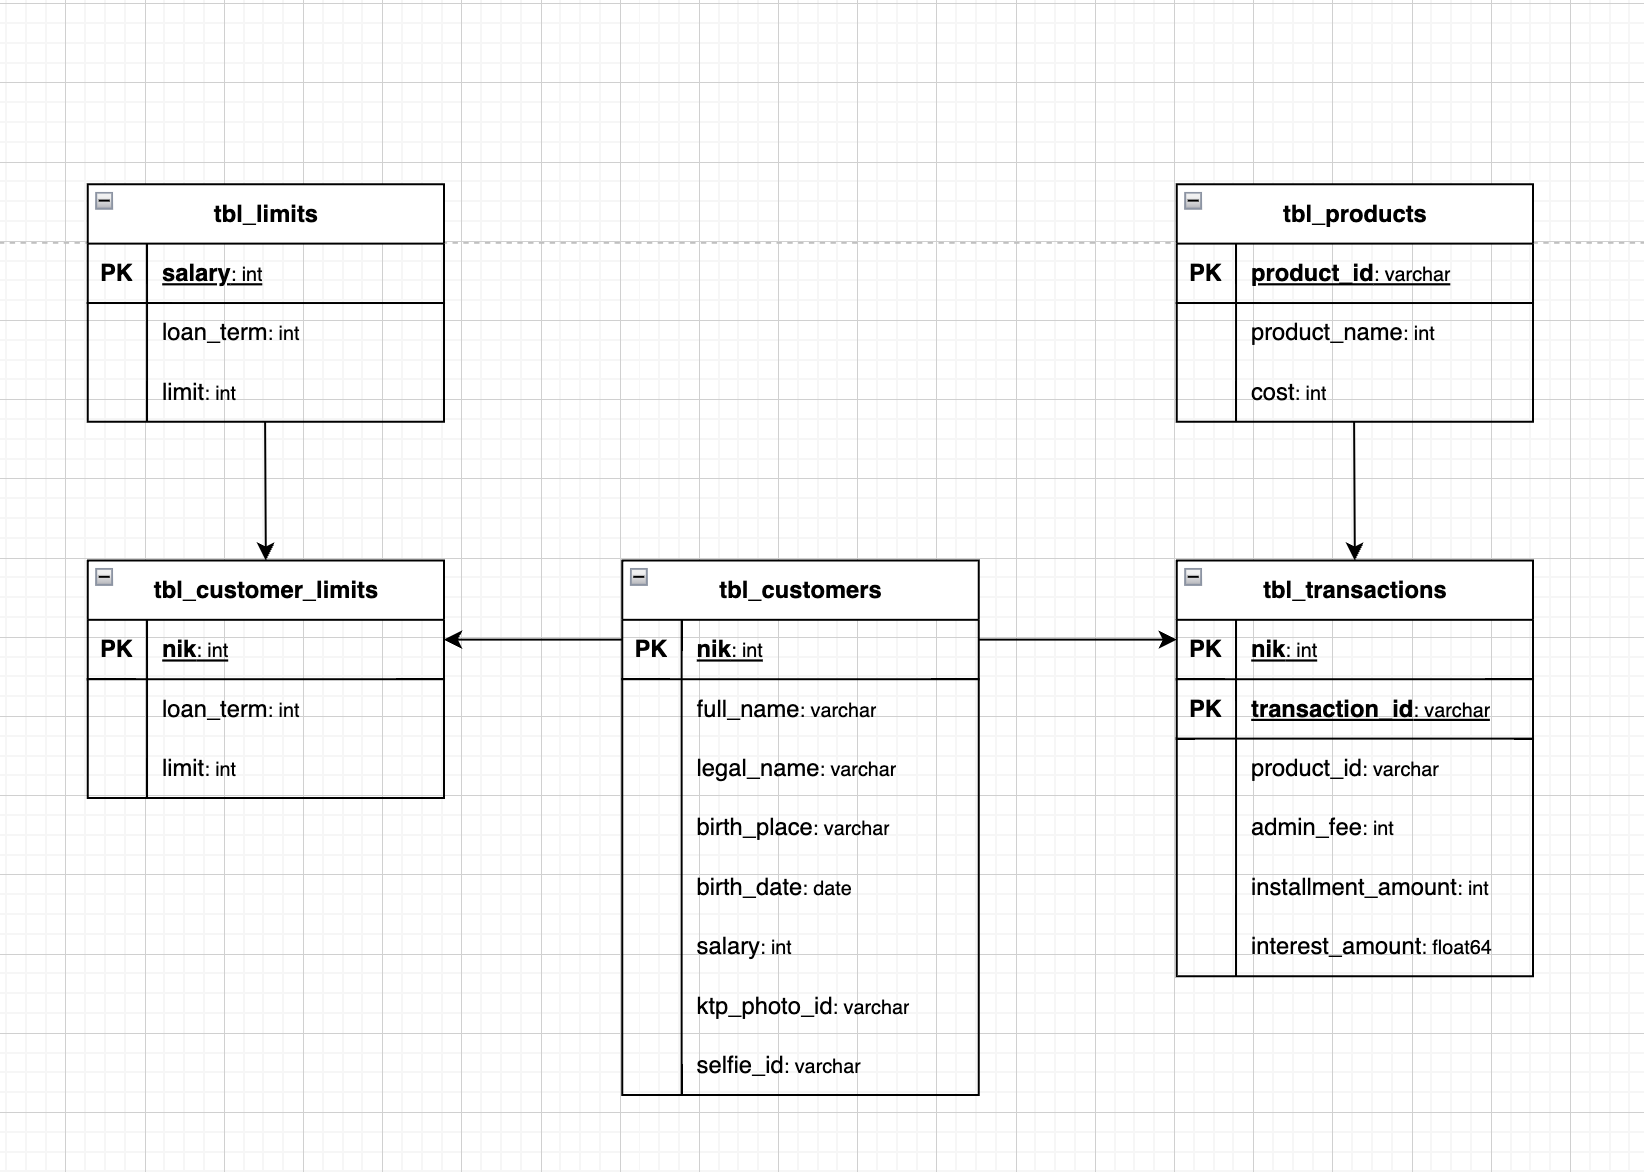 tbl_limits
PK salary: int
loan_term: int
limit: int
tbl_products
PK product_id: varchar
product_name: int
cost: int
tbl_customer_limits
PK nik: int
loan_term: int
limit: int
tbl_customers
PK nik: int
full_name: varchar
legal_name: varchar
birth_place: varchar
birth_date: date
salary: int
ktp_photo_id: varchar
selfie_id: varchar
tbl_transactions
PK nik: int
PK transaction_id: varchar
product_id: varchar
admin_fee: int
installment_amount: int
interest_amount: float64